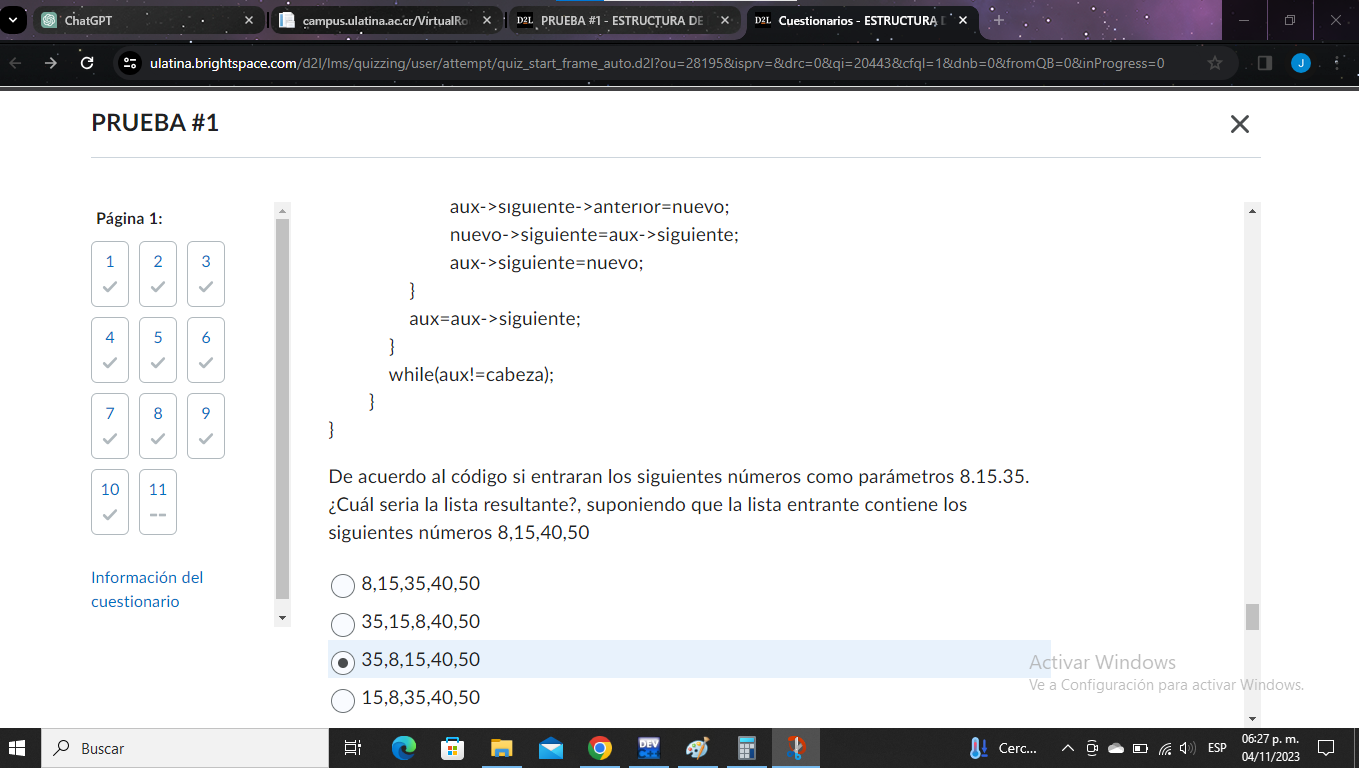 ChatGPT
campus.ulatina.ac.cr/VirtualRo
D2L PRUEBA #1 - ESTRUCTURA DE
D2L Cuestionarios - ESTRUCTURA D
ulatina.brightspace.com/d2l/lms/quizzing/user/attempt/quiz_start_frame_auto.d2l?ou=28195&isprv=&drc=0&qi=20443&cfql=1&dnb=0&fromQB=0&inProgress=0
J
PRUEBA #1
Página 1:
1 2 3
4 5 6
7 8 9
10 11
--
Información del
cuestionario
aux->siguiente->anterior=nuevo;
nuevo->siguiente=aux->siguiente;
aux->siguiente=nuevo;
}
aux=aux->siguiente;
}
while(aux!=cabeza);
}
}
De acuerdo al código si entraran los siguientes números como parámetros 8.15.35.
¿Cuál seria la lista resultante?, suponiendo que la lista entrante contiene los
siguientes números 8,15,40,50
8,15,35,40,50
35,15,8,40,50
35,8,15,40,50
15,8,35,40,50
Activar Windows
Ve a Configuración para activar Windows.
Buscar
DEV
Cerc...
ESP
06:27 p. m.
04/11/2023